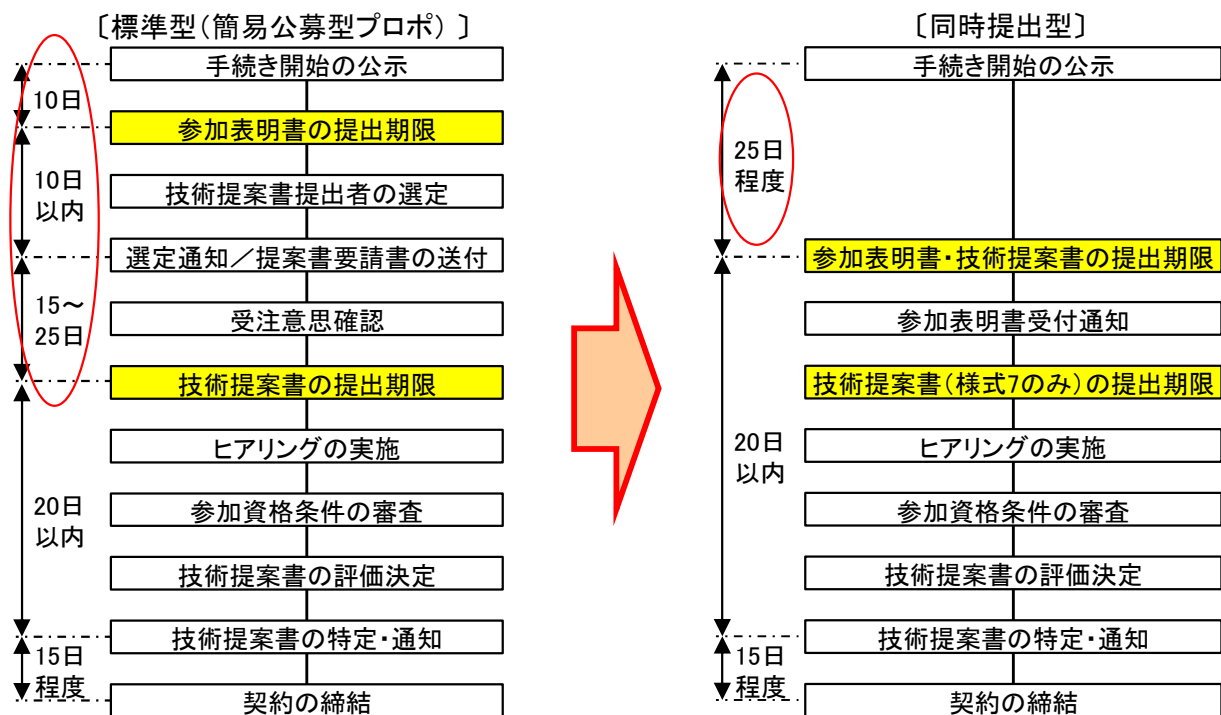 〔標準型(簡易公募型プロポ) 〕
手続き開始の公示
10日
参加表明書の提出期限
10日
以内
技術提案書提出者の選定
選定通知／提案書要請書の送付
15～
25日
受注意思確認
技術提案書の提出期限
ヒアリングの実施
20日
以内
参加資格条件の審査
技術提案書の評価決定
技術提案書の特定・通知
15日
程度
契約の締結
〔同時提出型〕
手続き開始の公示
25日
程度
参加表明書・技術提案書の提出期限
参加表明書受付通知
技術提案書(様式7のみ)の提出期限
20日
以内
ヒアリングの実施
参加資格条件の審査
技術提案書の評価決定
技術提案書の特定・通知
15日
程度
契約の締結